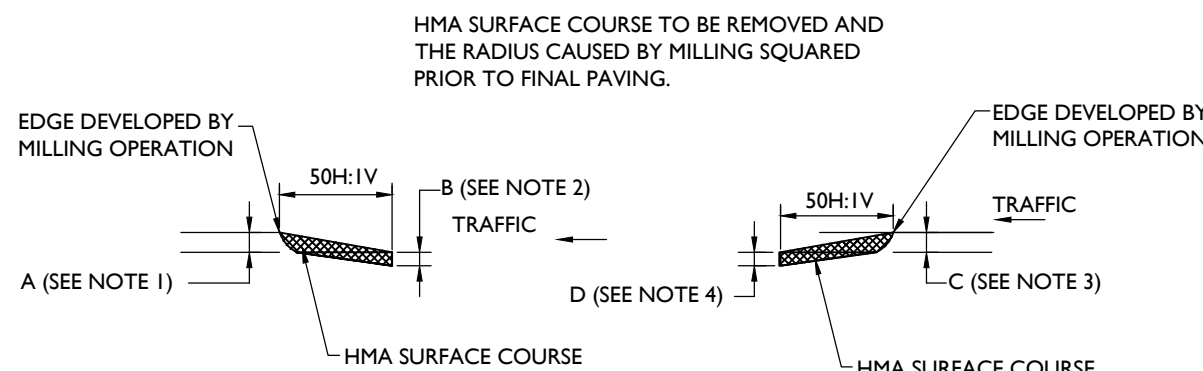 HMA SURFACE COURSE TO BE REMOVED AND
THE RADIUS CAUSED BY MILLING SQUARED
PRIOR TO FINAL PAVING.
EDGE DEVELOPED BY
MILLING OPERATION
50H:1V
B (SEE NOTE 2)
TRAFFIC
A (SEE NOTE 1)
HMA SURFACE COURSE
EDGE DEVELOPED BY
MILLING OPERATION
50H:1V
TRAFFIC
D (SEE NOTE 4)
C (SEE NOTE 3)
HMA SURFACE COURSE